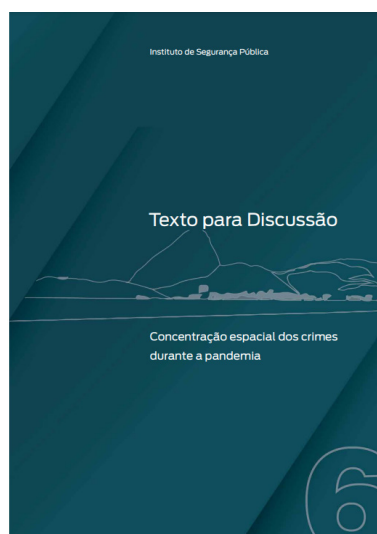 Instituto de Segurança Pública
Texto para Discussão
Concentração espacial dos crimes
durante a pandemia
6